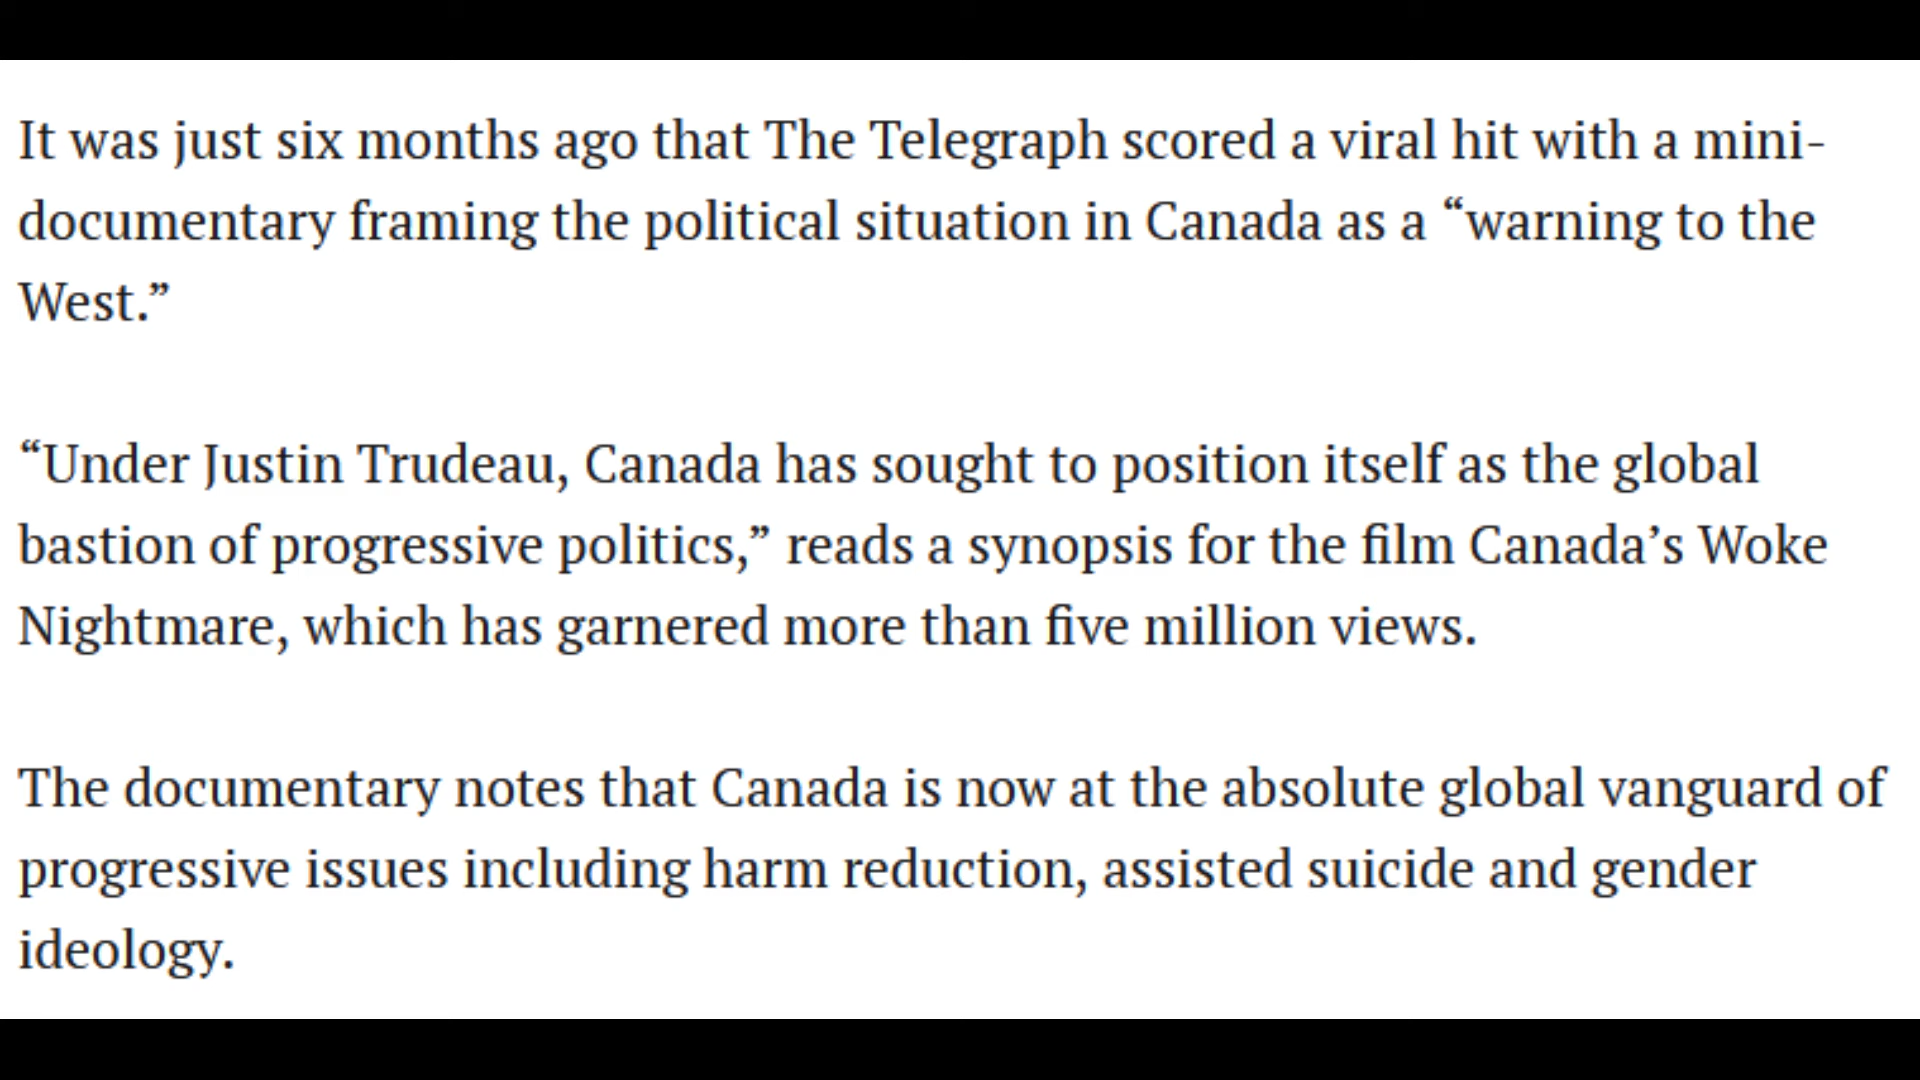 It was just six months ago that The Telegraph scored a viral hit with a mini-
documentary framing the political situation in Canada as a “warning to the
West.”
“Under Justin Trudeau, Canada has sought to position itself as the global
bastion of progressive politics,” reads a synopsis for the film Canada’s Woke
Nightmare, which has garnered more than five million views.
The documentary notes that Canada is now at the absolute global vanguard of
progressive issues including harm reduction, assisted suicide and gender
ideology.